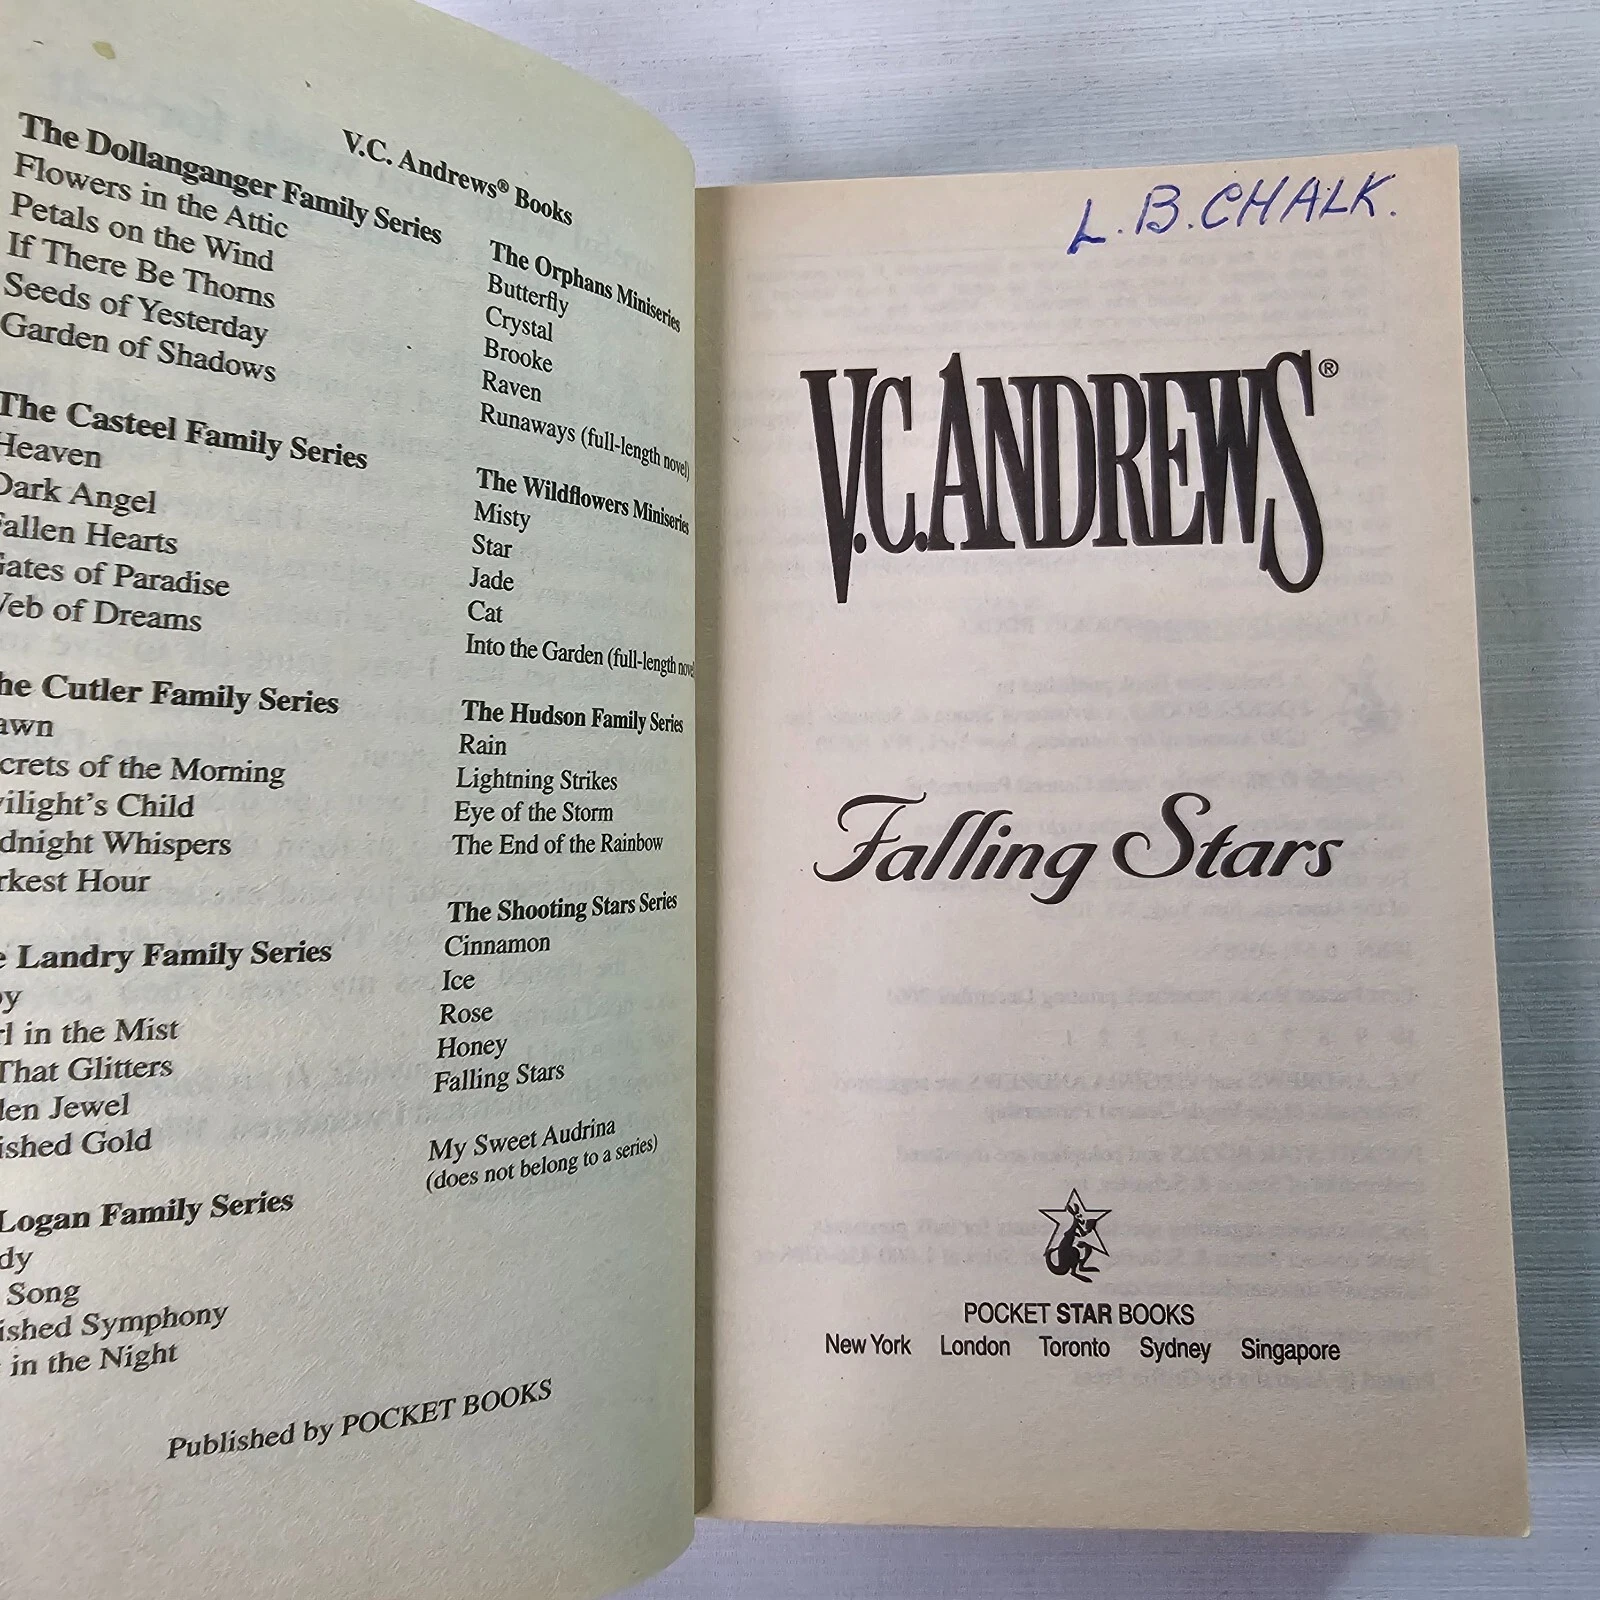 V.C. Andrews® Books
The Dollanganger Family Series
Flowers in the Attic
Petals on the Wind
If There Be Thorns
Seeds of Yesterday
Garden of Shadows
The Casteel Family Series
Heaven
Dark Angel
Fallen Hearts
Gates of Paradise
Web of Dreams
he Cutler Family Series
awn
crets of the Morning
vilight's Child
dnight Whispers
rkest Hour
e Landry Family Series
by
rl in the Mist
That Glitters
den Jewel
ished Gold
Logan Family Series
dy
Song
ished Symphony
in the Night
The Orphans Miniseries
Butterfly
Crystal
Brooke
Raven
Runaways (full-length novel)
The Wildflowers Miniseries
Misty
Star
Jade
Cat
Into the Garden (full-length nove
The Hudson Family Series
Rain
Lightning Strikes
Eye of the Storm
The End of the Rainbow
The Shooting Stars Series
Cinnamon
Ice
Rose
Honey
Falling Stars
My Sweet Audrina
(does not belong to a series)
Published by POCKET BOOKS
L.B.CHALK.
V.C. ANDREWS®
Falling Stars
POCKET STAR BOOKS
New York London Toronto Sydney Singapore